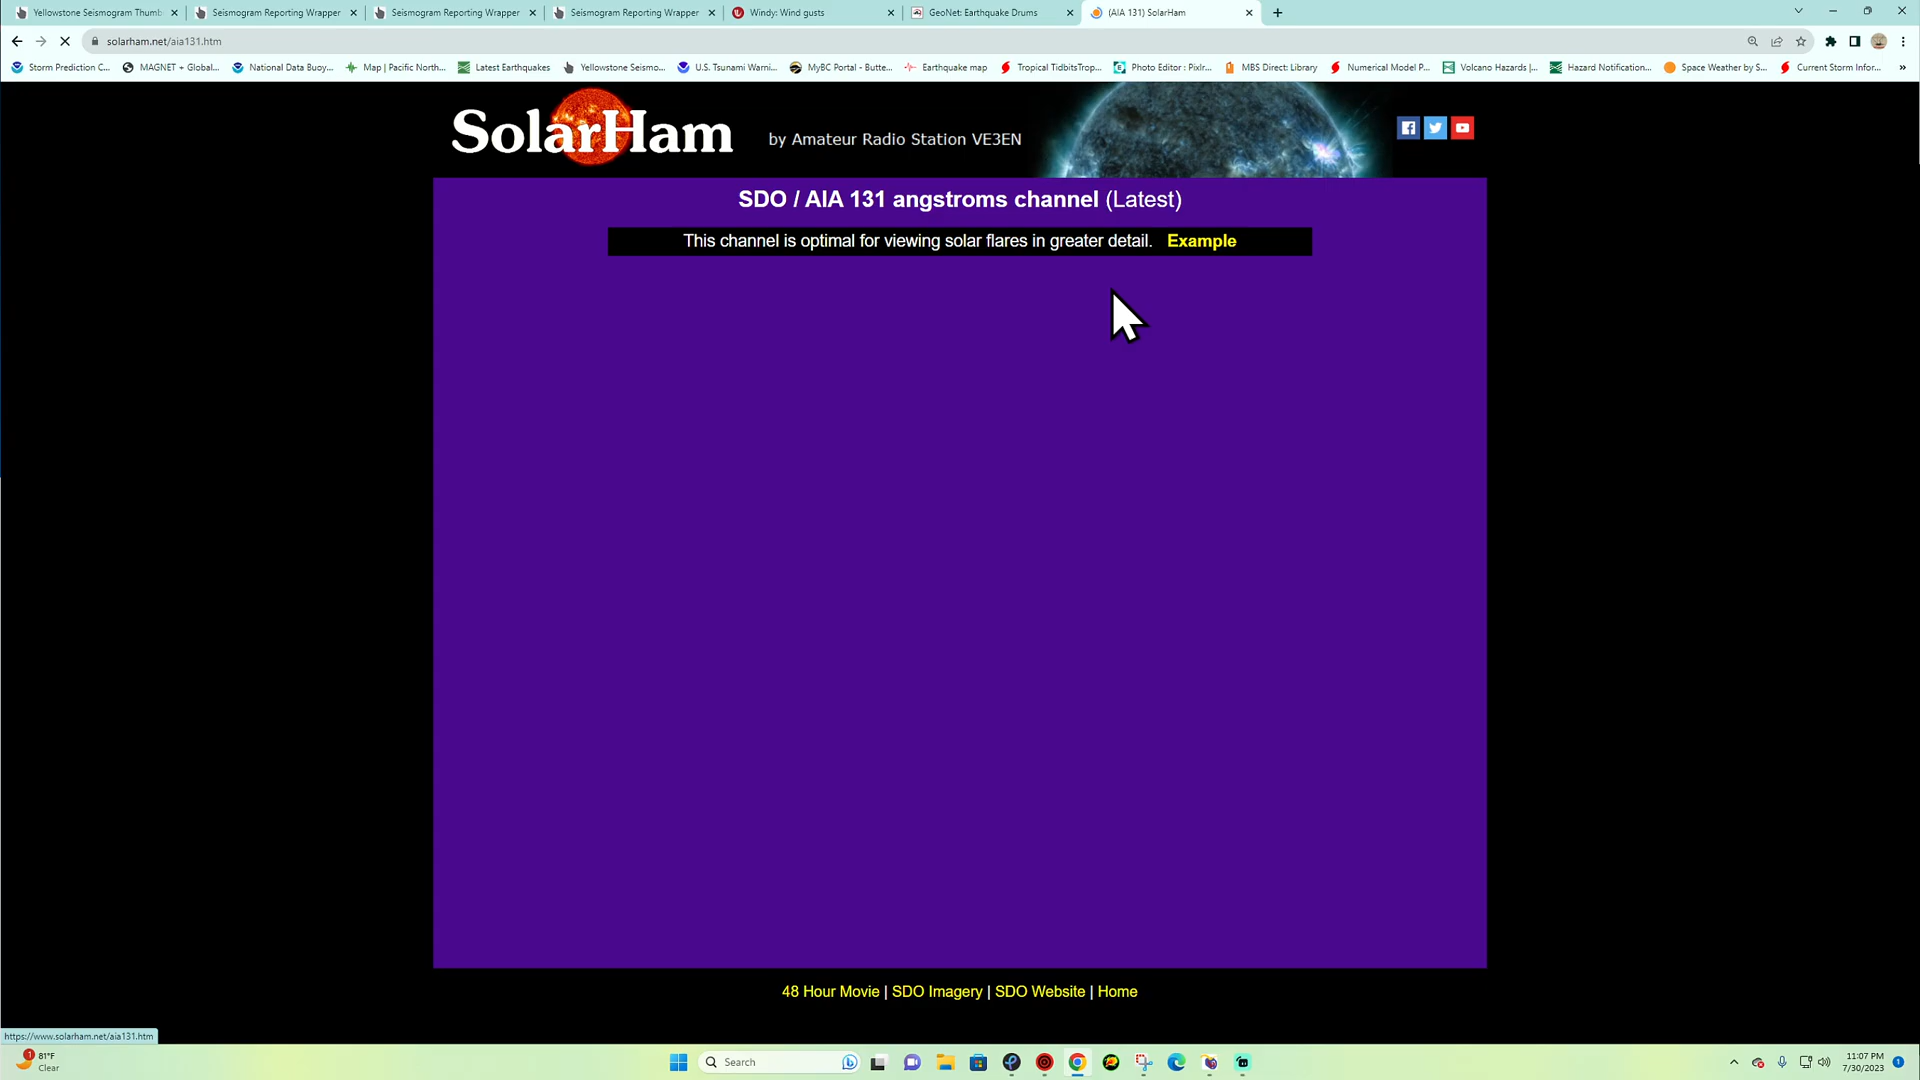 Yellowstone Seismogram Thumb
Seismogram Reporting Wrapper
Seismogram Reporting Wrapper
Seismogram Reporting Wrapper
Windy: Wind gusts
GeoNet: Earthquake Drums
(AIA 131) SolarHam
solarham.net/aia131.htm
Storm Prediction C...
MAGNET + Global...
National Data Buoy...
Map | Pacific North...
Latest Earthquakes
Yellowstone Seismo...
U.S. Tsunami Warni...
MyBC Portal - Butte...
Earthquake map
Tropical TidbitsTrop...
Photo Editor : Pixlr...
MBS Direct: Library
Numerical Model P...
Volcano Hazards |...
Hazard Notification...
Space Weather by S...
Current Storm Infor...
SolarHam
by Amateur Radio Station VE3EN
SDO / AIA 131 angstroms channel (Latest)
This channel is optimal for viewing solar flares in greater detail. Example
48 Hour Movie | SDO Imagery | SDO Website | Home
https://www.solarham.net/aia131.htm
1
81°F
Clear
Search
11:07 PM
7/30/2023
1